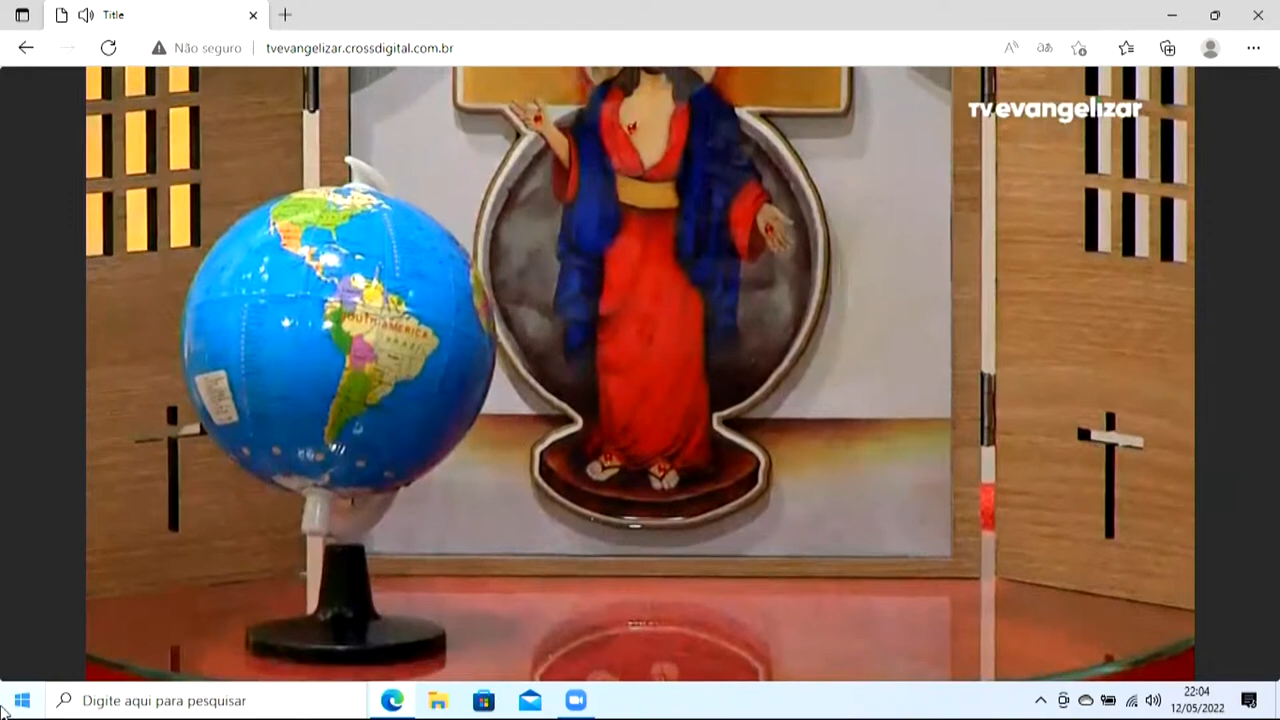 Title
Não seguro
tvevangelizar.crossdigital.com.br
TV.evangelizar
SOUTH AMERICA
Digite aqui para pesquisar
22:04
12/05/2022